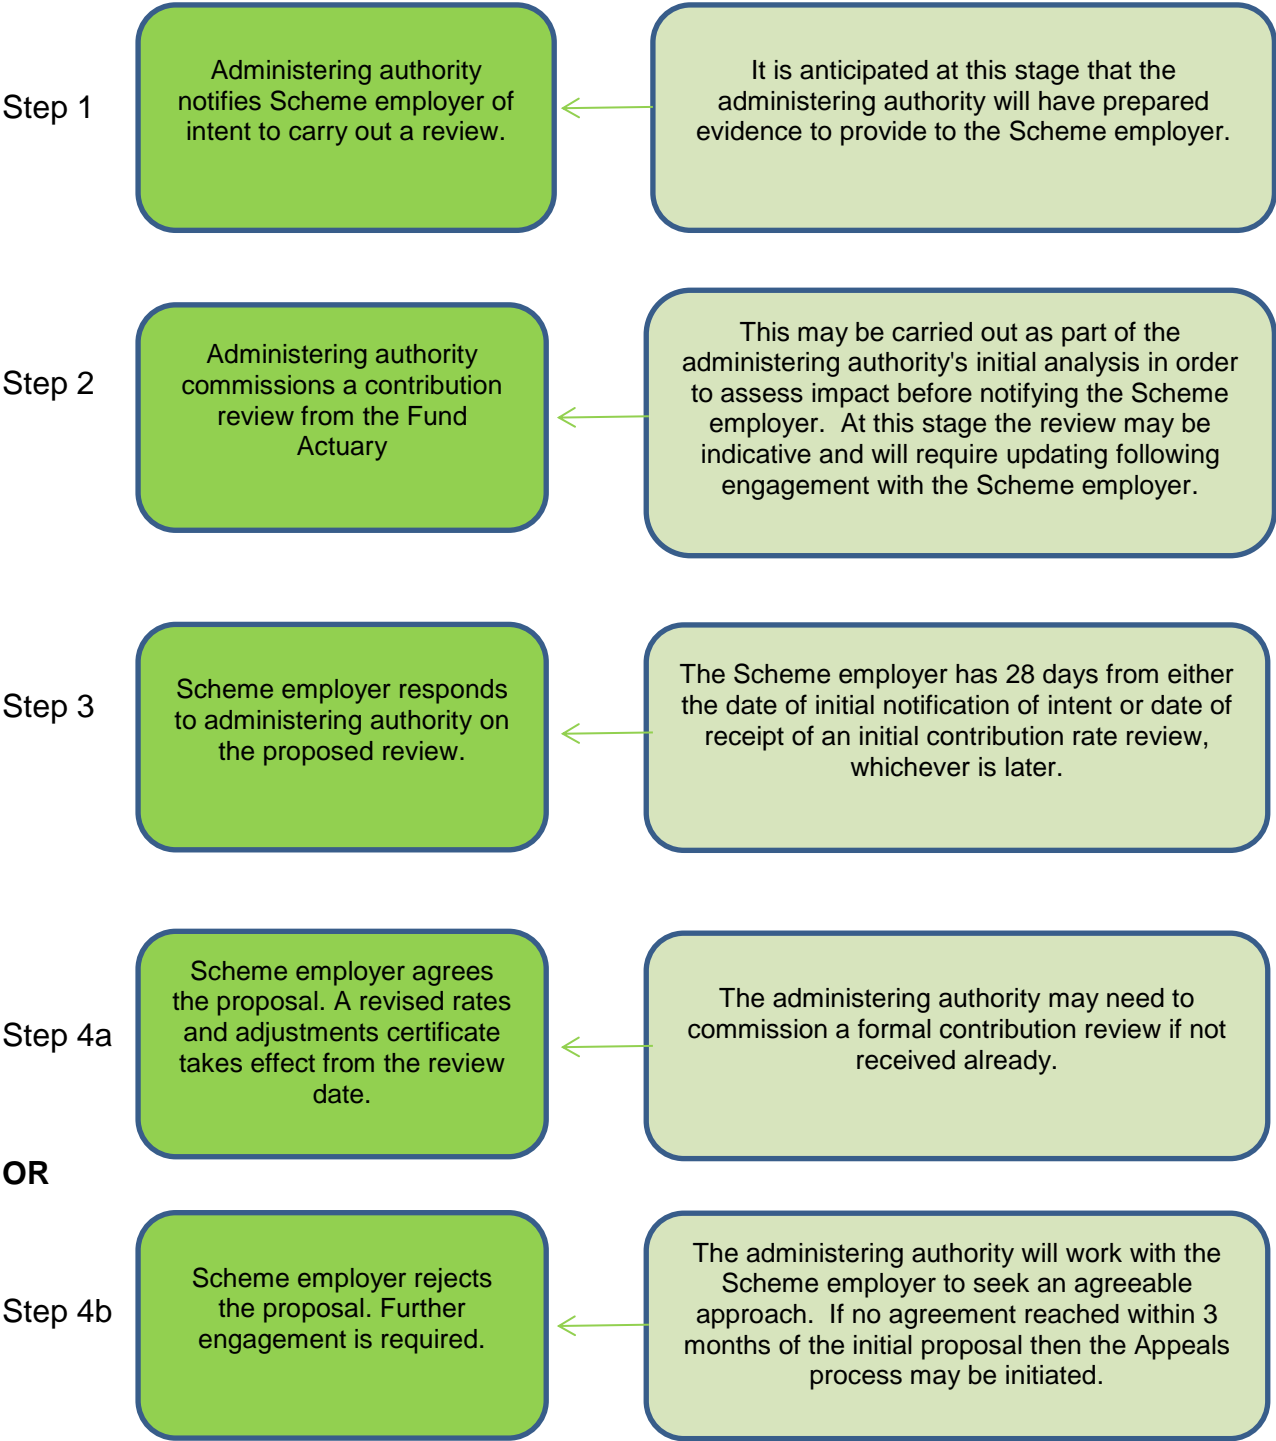 Step 1
Administering authority
notifies Scheme employer of
intent to carry out a review.
It is anticipated at this stage that the
administering authority will have prepared
evidence to provide to the Scheme employer.
Step 2
Administering authority
commissions a contribution
review from the Fund
Actuary
This may be carried out as part of the
administering authority's initial analysis in order
to assess impact before notifying the Scheme
employer.  At this stage the review may be
indicative and will require updating following
engagement with the Scheme employer.
Step 3
Scheme employer responds
to administering authority on
the proposed review.
The Scheme employer has 28 days from either
the date of initial notification of intent or date of
receipt of an initial contribution rate review,
whichever is later.
Step 4a
Scheme employer agrees
the proposal. A revised rates
and adjustments certificate
takes effect from the review
date.
The administering authority may need to
commission a formal contribution review if not
received already.
OR
Step 4b
Scheme employer rejects
the proposal. Further
engagement is required.
The administering authority will work with the
Scheme employer to seek an agreeable
approach.  If no agreement reached within 3
months of the initial proposal then the Appeals
process may be initiated.